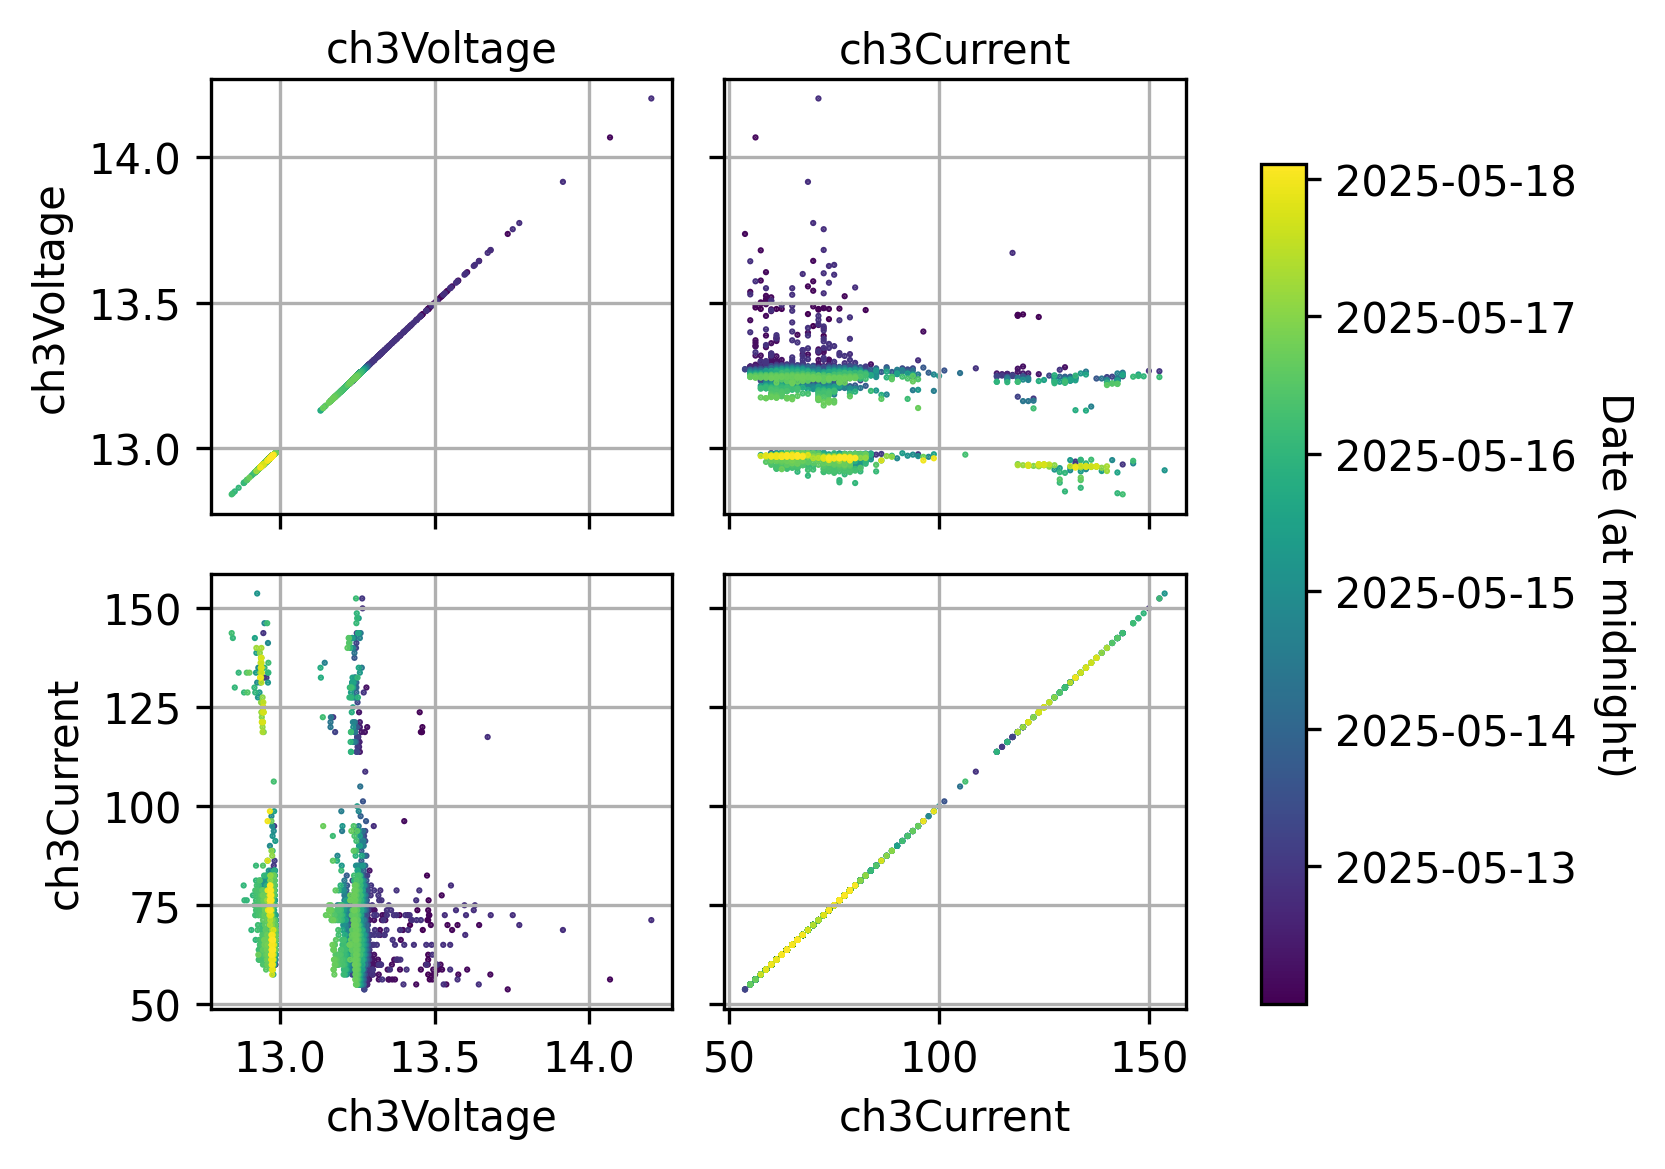 ch3Voltage
ch3Current
ch3Voltage
14.0
13.5
13.0
ch3Current
150
125
100
75
50
13.0 13.5 14.0
50 100 150
ch3Voltage
ch3Current
2025-05-18
2025-05-17
2025-05-16
2025-05-15
2025-05-14
2025-05-13
Date (at midnight)